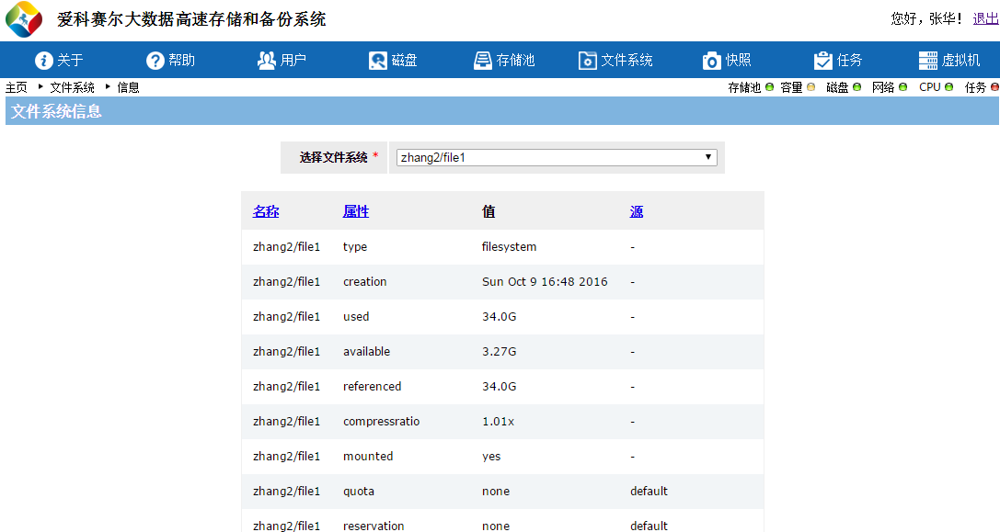 爱科赛尔大数据高速存储和备份系统
您好，张华！ 退出
关于 帮助 用户 磁盘 存储池 文件系统 快照 任务 虚拟机
主页 ‣ 文件系统 ‣ 信息
存储池 容量 磁盘 网络 CPU 任务
文件系统信息
选择文件系统 * zhang2/file1
名称 属性 值 源
zhang2/file1 type filesystem -
zhang2/file1 creation Sun Oct 9 16:48 2016 -
zhang2/file1 used 34.0G -
zhang2/file1 available 3.27G -
zhang2/file1 referenced 34.0G -
zhang2/file1 compressratio 1.01x -
zhang2/file1 mounted yes -
zhang2/file1 quota none default
zhang2/file1 reservation none default